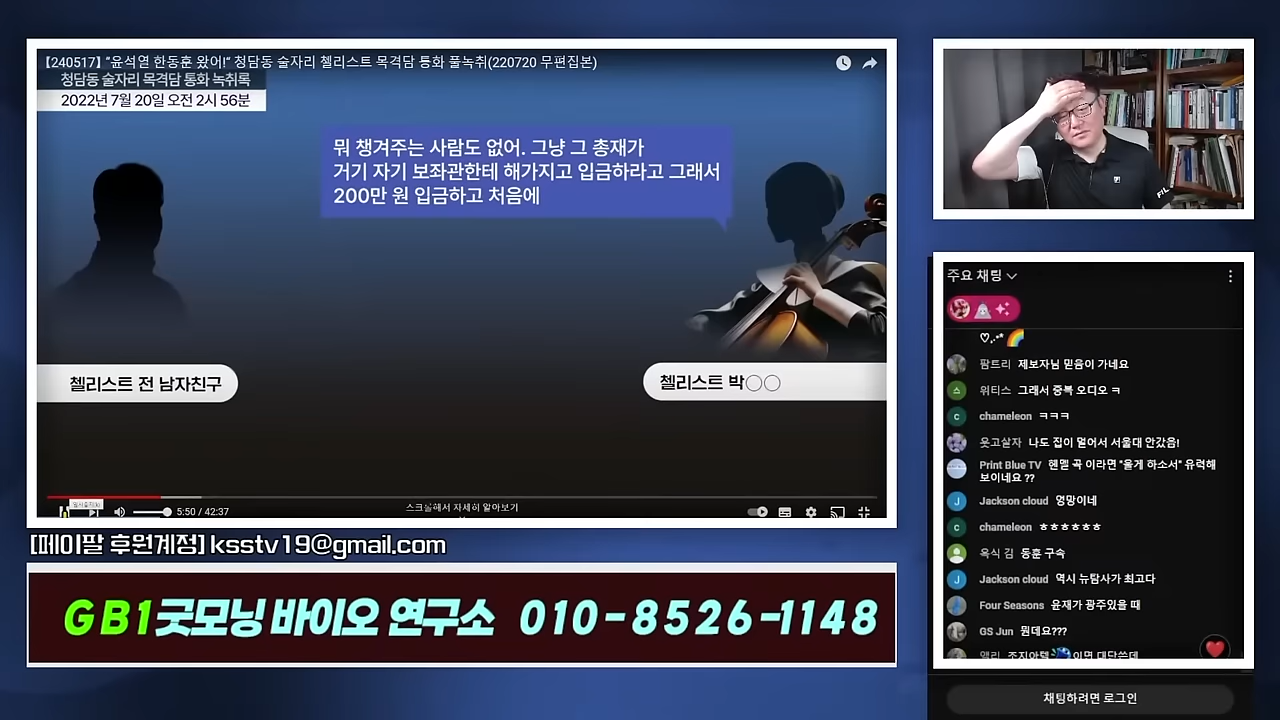 【240517】 "윤석열 한동훈 왔어!" 청담동 술자리 첼리스트 목격담 통화 풀녹취(220720 무편집본)
청담동 술자리 목격담 통화 녹취록
2022년 7월 20일 오전 2시 56분
뭐 챙겨주는 사람도 없어. 그냥 그 총재가
거기 자기 보좌관한테 해가지고 입금하라고 그래서
200만 원 입금하고 처음에
첼리스트 전 남자친구
첼리스트 박○○
5:50 / 42:37
스크롤해서 자세히 알아보기
[페이팔 후원계정] ksstv19@gmail.com
GB1굿모닝 바이오 연구소 010-8526-1148
주요 채팅
팜트리 제보자님 믿음이 가네요
위티스 그래서 중복 오디오 ㅋ
chameleon ㅋㅋㅋ
웃고살자 나도 집이 멀어서 서울대 안갔음!
Print Blue TV 헨델 곡 이라면 "울게 하소서" 유력해
보이네요 ??
Jackson cloud 엉망이네
chameleon ㅎㅎㅎㅎㅎㅎ
옥식 김 동훈 구속
Jackson cloud 역시 뉴탐사가 최고다
Four Seasons 윤재가 광주있을 때
GS Jun 뭔데요???
채팅하려면 로그인